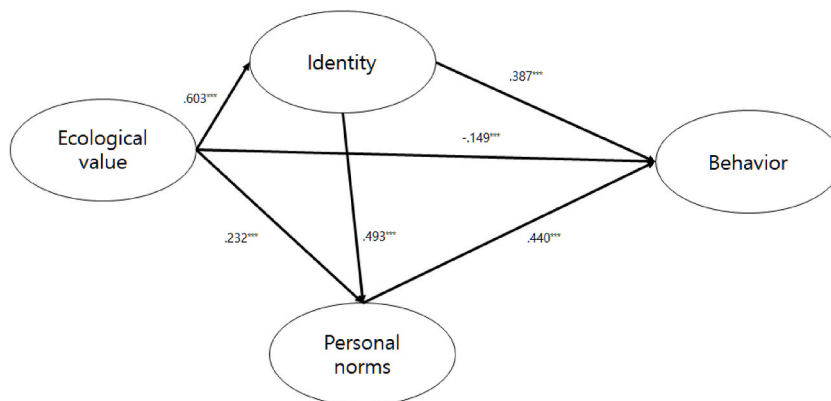 Identity
.603***
.387***
Ecological
value
-.149***
Behavior
.232***
.493***
.440***
Personal
norms